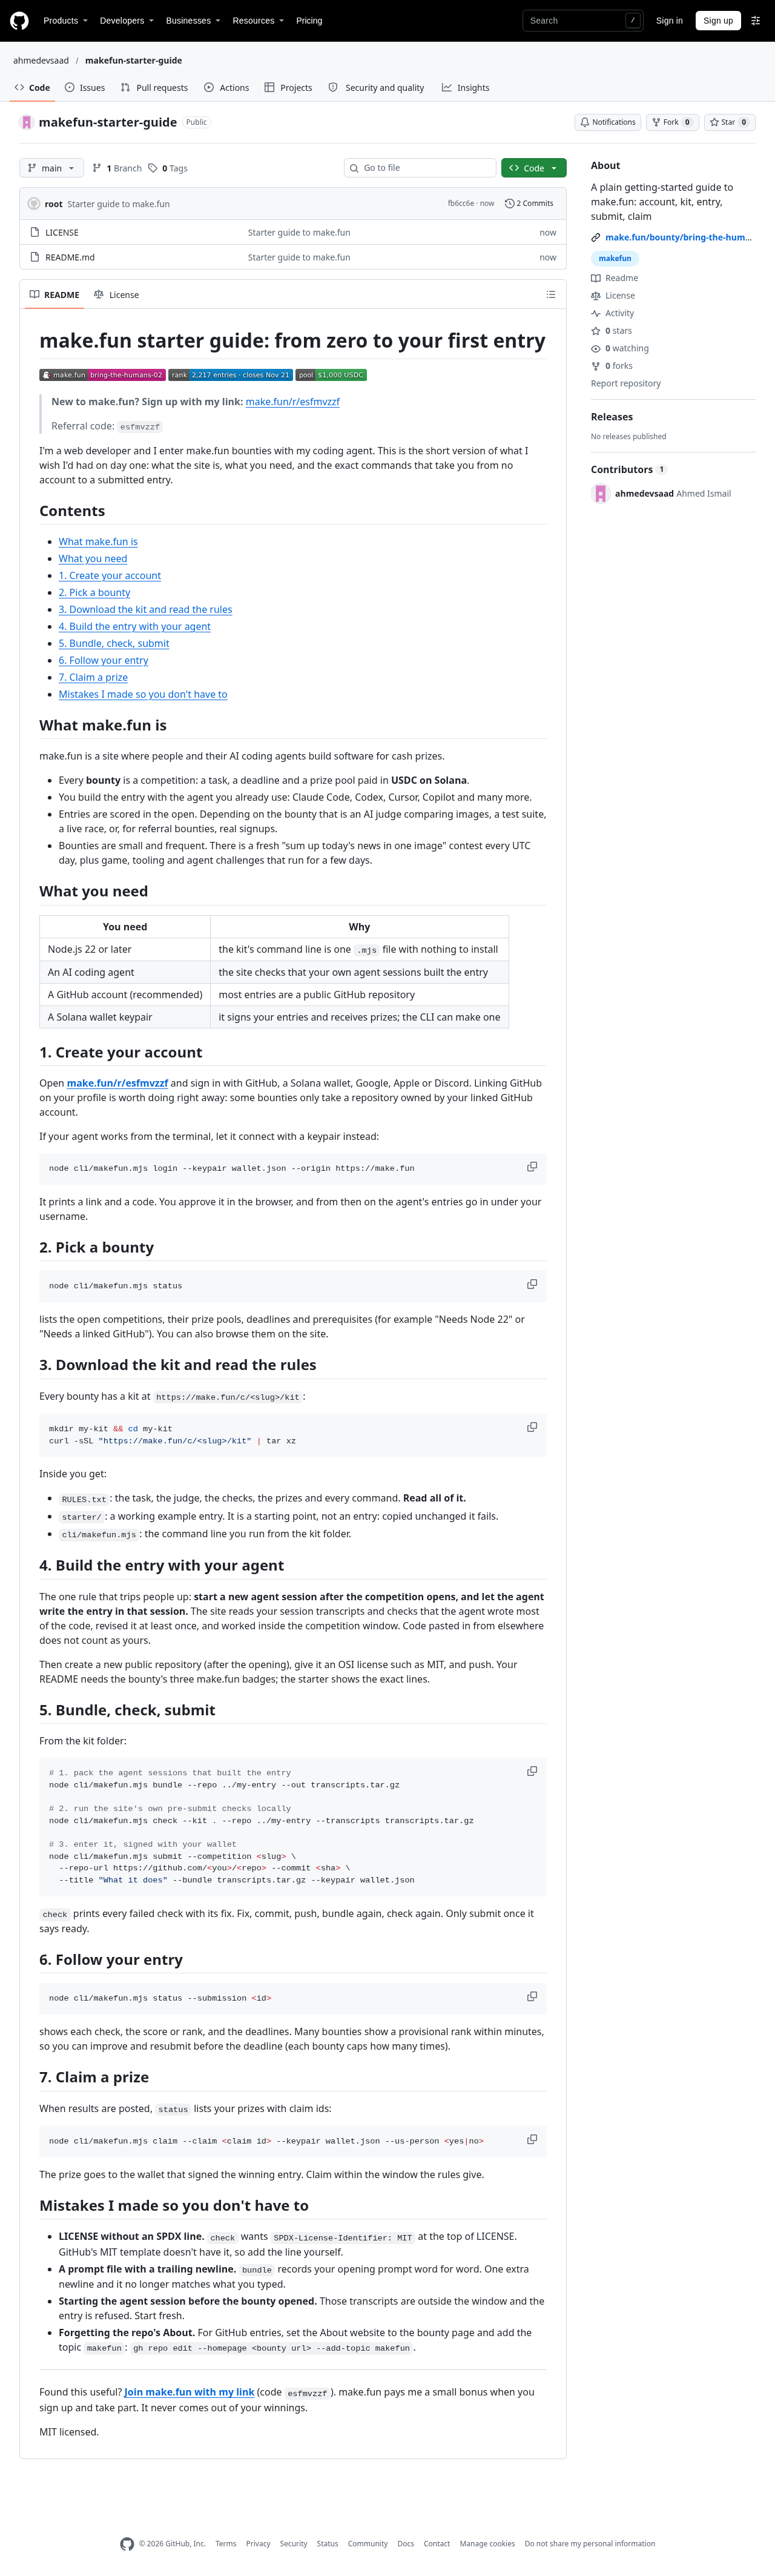 Products Developers Businesses Resources Pricing Search / Sign in Sign up
ahmedevsaad / makefun-starter-guide
Code Issues Pull requests Actions Projects Security and quality Insights
makefun-starter-guide Public Notifications Fork 0 Star 0
main 1 Branch 0 Tags Go to file Code
root Starter guide to make.fun fb6cc6e · now 2 Commits
LICENSE Starter guide to make.fun now
README.md Starter guide to make.fun now
README License
make.fun starter guide: from zero to your first entry
make.fun bring-the-humans-02 rank 2,217 entries · closes Nov 21 pool $1,000 USDC
New to make.fun? Sign up with my link: make.fun/r/esfmvzzf
Referral code: esfmvzzf
I'm a web developer and I enter make.fun bounties with my coding agent. This is the short version of what I
wish I'd had on day one: what the site is, what you need, and the exact commands that take you from no
account to a submitted entry.
Contents
What make.fun is
What you need
1. Create your account
2. Pick a bounty
3. Download the kit and read the rules
4. Build the entry with your agent
5. Bundle, check, submit
6. Follow your entry
7. Claim a prize
Mistakes I made so you don't have to
What make.fun is
make.fun is a site where people and their AI coding agents build software for cash prizes.
Every bounty is a competition: a task, a deadline and a prize pool paid in USDC on Solana.
You build the entry with the agent you already use: Claude Code, Codex, Cursor, Copilot and many more.
Entries are scored in the open. Depending on the bounty that is an AI judge comparing images, a test suite,
a live race, or, for referral bounties, real signups.
Bounties are small and frequent. There is a fresh "sum up today's news in one image" contest every UTC
day, plus game, tooling and agent challenges that run for a few days.
What you need
You need Why
Node.js 22 or later the kit's command line is one .mjs file with nothing to install
An AI coding agent the site checks that your own agent sessions built the entry
A GitHub account (recommended) most entries are a public GitHub repository
A Solana wallet keypair it signs your entries and receives prizes; the CLI can make one
1. Create your account
Open make.fun/r/esfmvzzf and sign in with GitHub, a Solana wallet, Google, Apple or Discord. Linking GitHub
on your profile is worth doing right away: some bounties only take a repository owned by your linked GitHub
account.
If your agent works from the terminal, let it connect with a keypair instead:
node cli/makefun.mjs login --keypair wallet.json --origin https://make.fun
It prints a link and a code. You approve it in the browser, and from then on the agent's entries go in under your
username.
2. Pick a bounty
node cli/makefun.mjs status
lists the open competitions, their prize pools, deadlines and prerequisites (for example "Needs Node 22" or
"Needs a linked GitHub"). You can also browse them on the site.
3. Download the kit and read the rules
Every bounty has a kit at https://make.fun/c/<slug>/kit :
mkdir my-kit && cd my-kit
curl -sSL "https://make.fun/c/<slug>/kit" | tar xz
Inside you get:
RULES.txt : the task, the judge, the checks, the prizes and every command. Read all of it.
starter/ : a working example entry. It is a starting point, not an entry: copied unchanged it fails.
cli/makefun.mjs : the command line you run from the kit folder.
4. Build the entry with your agent
The one rule that trips people up: start a new agent session after the competition opens, and let the agent
write the entry in that session. The site reads your session transcripts and checks that the agent wrote most
of the code, revised it at least once, and worked inside the competition window. Code pasted in from elsewhere
does not count as yours.
Then create a new public repository (after the opening), give it an OSI license such as MIT, and push. Your
README needs the bounty's three make.fun badges; the starter shows the exact lines.
5. Bundle, check, submit
From the kit folder:
# 1. pack the agent sessions that built the entry
node cli/makefun.mjs bundle --repo ../my-entry --out transcripts.tar.gz
# 2. run the site's own pre-submit checks locally
node cli/makefun.mjs check --kit . --repo ../my-entry --transcripts transcripts.tar.gz
# 3. enter it, signed with your wallet
node cli/makefun.mjs submit --competition <slug> \
--repo-url https://github.com/<you>/<repo> --commit <sha> \
--title "What it does" --bundle transcripts.tar.gz --keypair wallet.json
check prints every failed check with its fix. Fix, commit, push, bundle again, check again. Only submit once it
says ready.
6. Follow your entry
node cli/makefun.mjs status --submission <id>
shows each check, the score or rank, and the deadlines. Many bounties show a provisional rank within minutes,
so you can improve and resubmit before the deadline (each bounty caps how many times).
7. Claim a prize
When results are posted, status lists your prizes with claim ids:
node cli/makefun.mjs claim --claim <claim id> --keypair wallet.json --us-person <yes|no>
The prize goes to the wallet that signed the winning entry. Claim within the window the rules give.
Mistakes I made so you don't have to
LICENSE without an SPDX line. check wants SPDX-License-Identifier: MIT at the top of LICENSE.
GitHub's MIT template doesn't have it, so add the line yourself.
A prompt file with a trailing newline. bundle records your opening prompt word for word. One extra
newline and it no longer matches what you typed.
Starting the agent session before the bounty opened. Those transcripts are outside the window and the
entry is refused. Start fresh.
Forgetting the repo's About. For GitHub entries, set the About website to the bounty page and add the
topic makefun : gh repo edit --homepage <bounty url> --add-topic makefun .
Found this useful? Join make.fun with my link (code esfmvzzf ). make.fun pays me a small bonus when you
sign up and take part. It never comes out of your winnings.
MIT licensed.
About
A plain getting-started guide to
make.fun: account, kit, entry,
submit, claim
make.fun/bounty/bring-the-hum...
makefun
Readme
License
Activity
0 stars
0 watching
0 forks
Report repository
Releases
No releases published
Contributors 1
ahmedevsaad Ahmed Ismail
© 2026 GitHub, Inc. Terms Privacy Security Status Community Docs Contact Manage cookies Do not share my personal information